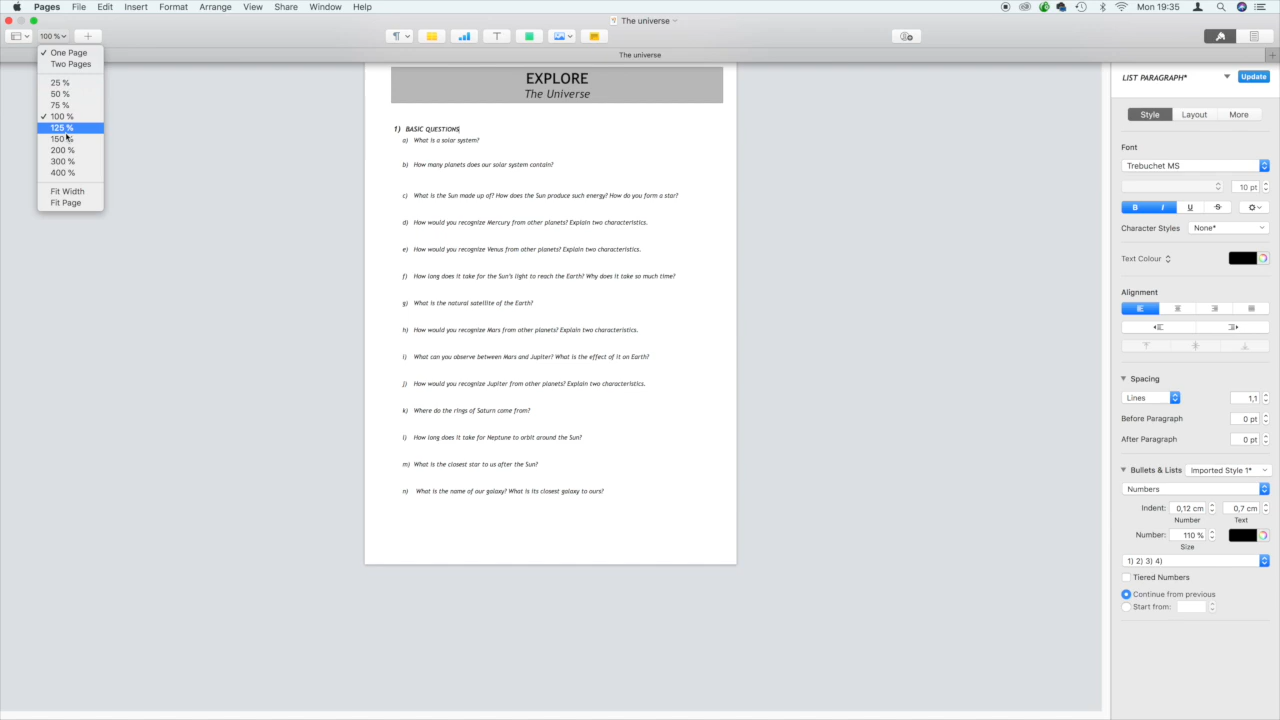 Pages File Edit Insert Format Arrange View Share Window Help
Mon 19:35
The universe
100 %
The universe
One Page
Two Pages
25 %
50 %
75 %
100 %
125 %
150 %
200 %
300 %
400 %
Fit Width
Fit Page
EXPLORE
The Universe
1) BASIC QUESTIONS
a) What is a solar system?
b) How many planets does our solar system contain?
c) What is the Sun made up of? How does the Sun produce such energy? How do you form a star?
d) How would you recognize Mercury from other planets? Explain two characteristics.
e) How would you recognize Venus from other planets? Explain two characteristics.
f) How long does it take for the Sun's light to reach the Earth? Why does it take so much time?
g) What is the natural satellite of the Earth?
h) How would you recognize Mars from other planets? Explain two characteristics.
i) What can you observe between Mars and Jupiter? What is the effect of it on Earth?
j) How would you recognize Jupiter from other planets? Explain two characteristics.
k) Where do the rings of Saturn come from?
l) How long does it take for Neptune to orbit around the Sun?
m) What is the closest star to us after the Sun?
n) What is the name of our galaxy? What is its closest galaxy to ours?
LIST PARAGRAPH* Update
Style Layout More
Font
Trebuchet MS
10 pt
B I U S
Character Styles None*
Text Colour
Alignment
Spacing
Lines 1,1
Before Paragraph 0 pt
After Paragraph 0 pt
Bullets & Lists Imported Style 1*
Numbers
Indent: 0,12 cm 0,7 cm
Number Text
Number: 110 %
Size
1) 2) 3) 4)
Tiered Numbers
Continue from previous
Start from: